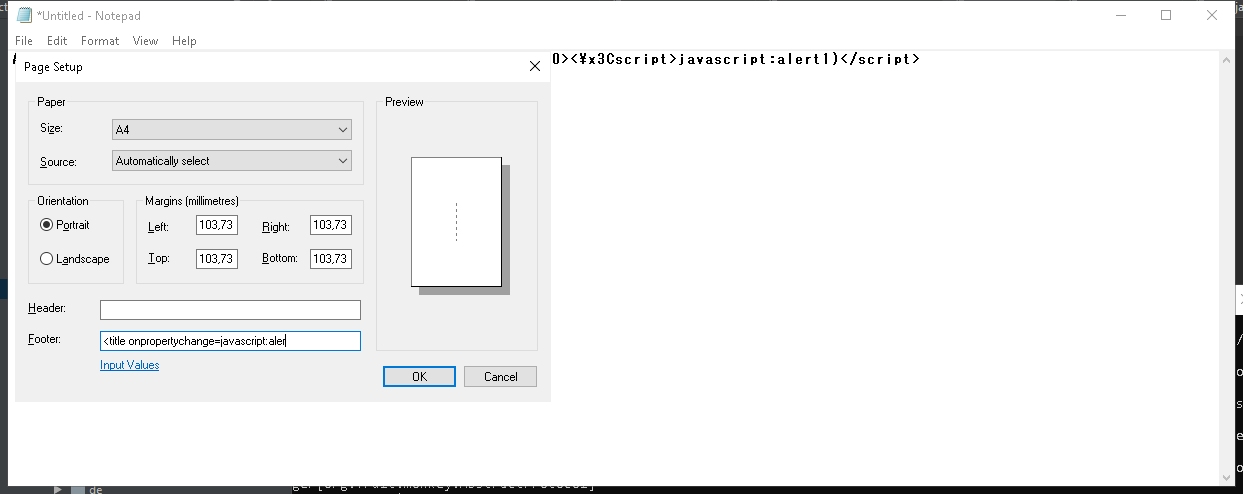 *Untitled - Notepad
File Edit Format View Help
0><¥x3Cscript>javascript:alert1)</script>
Page Setup
Paper
Size: A4
Source: Automatically select
Preview
Orientation
Portrait
Landscape
Margins (millimetres)
Left: 103,73 Right: 103,73
Top: 103,73 Bottom: 103,73
Header:
Footer: <title onpropertychange=javascript:aler
Input Values
OK Cancel
de